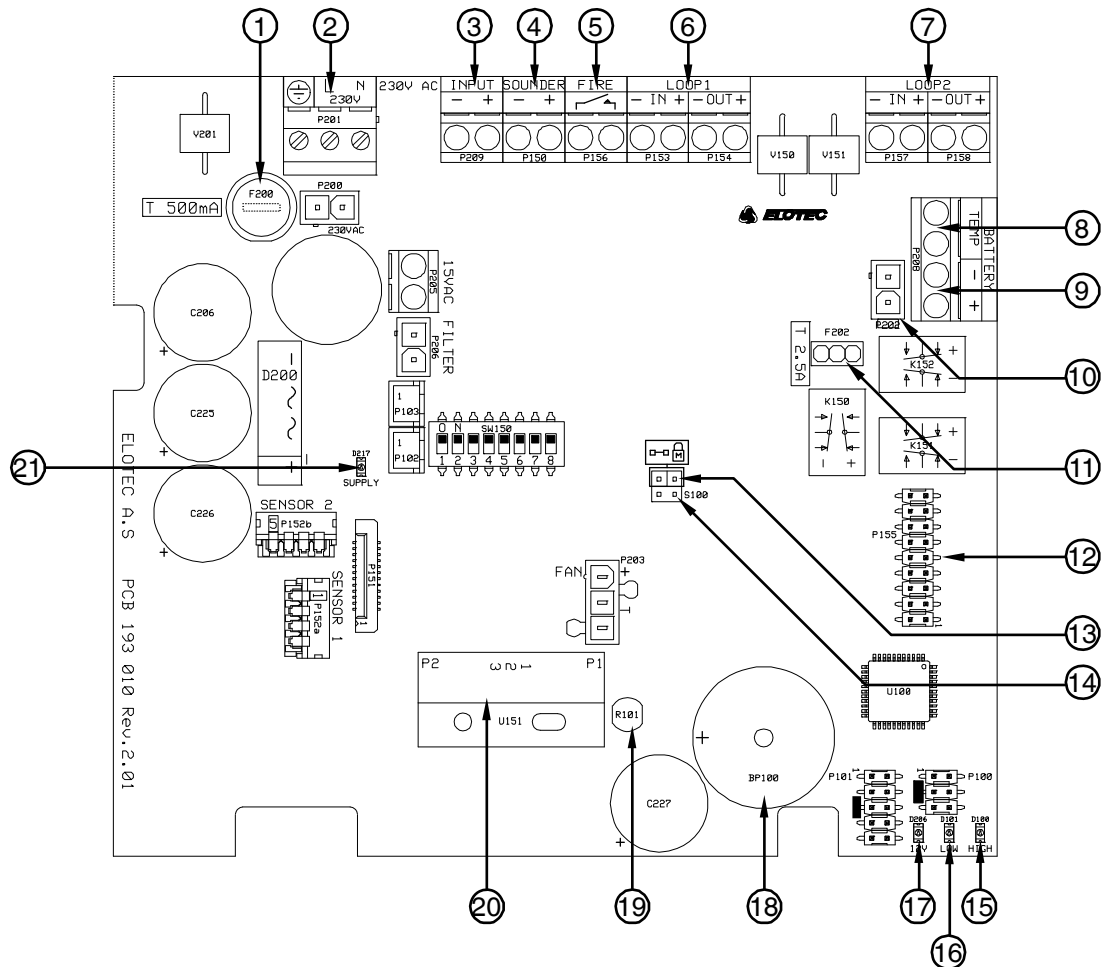 1 2 3 4 5 6 7
L N 230V AC
230V
P201
INPUT SOUNDER FIRE LOOP1 LOOP2
- + - + - IN + - OUT + - IN + - OUT +
P209 P150 P156 P153 P154 P157 P158
V201
V150 V151
F200
P200
T 500mA
230VAC
ELOTEC
TEMP
BATTERY
- +
P208
8
9
15VAC
P205
C206
+
FILTER
P206
P202
F202
T 2.5A
K152
+
-
10
D200
-
+
1
P103
1
P102
O N SW150
1 2 3 4 5 6 7 8
K150
- +
K151
+
-
11
C225
+
21
D217
SUPPLY
M
S100
C226
+
SENSOR 2
5 P152b
P151
1
SENSOR 1
1
P152a
P155
1
12
FAN
P203
+
13
14
U100
P2 1 2 3 P1
U151
R101
+
BP100
C227
+
P101
1
P100
1
D206 D101 D100
12V LOW HIGH
ELOTEC A.S PCB 193 010 Rev.2.01
20 19 18 17 16 15